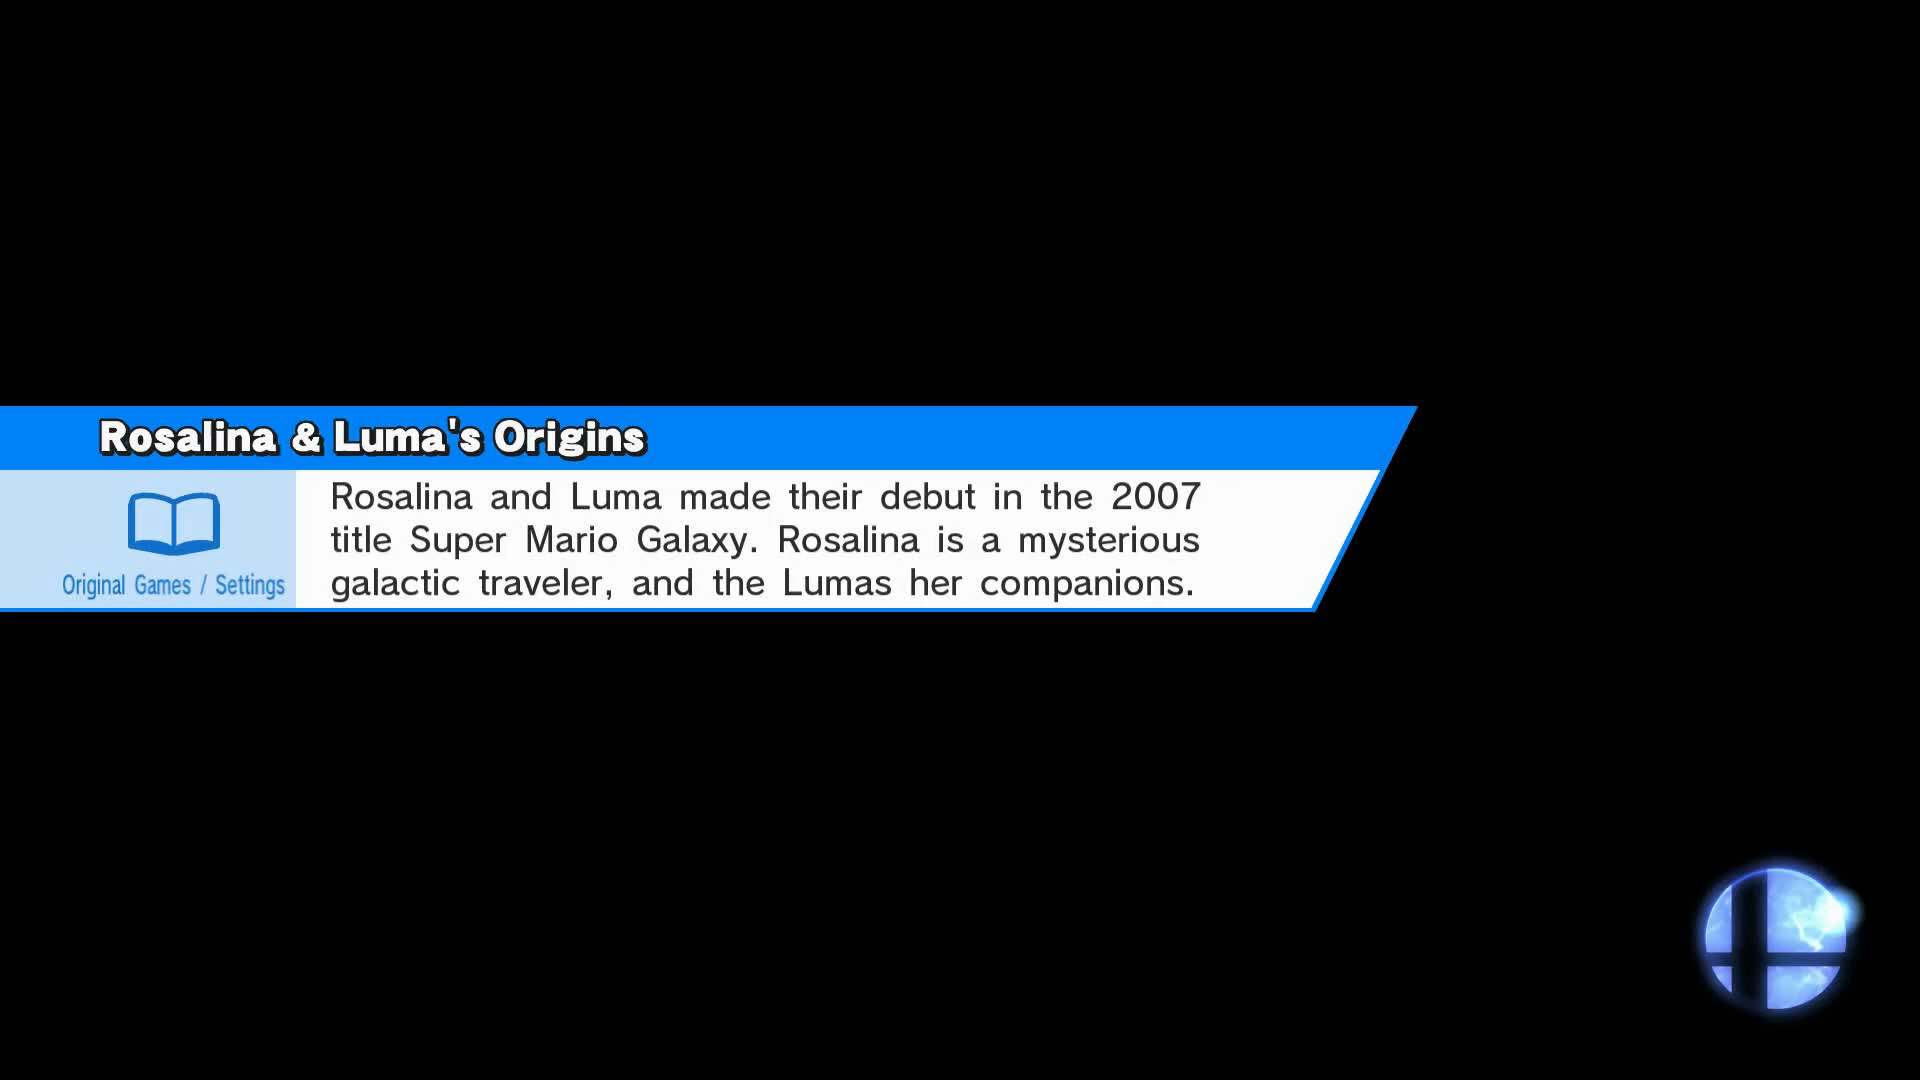 Rosalina & Luma's Origins
Rosalina and Luma made their debut in the 2007
title Super Mario Galaxy. Rosalina is a mysterious
galactic traveler, and the Lumas her companions.
Original Games / Settings